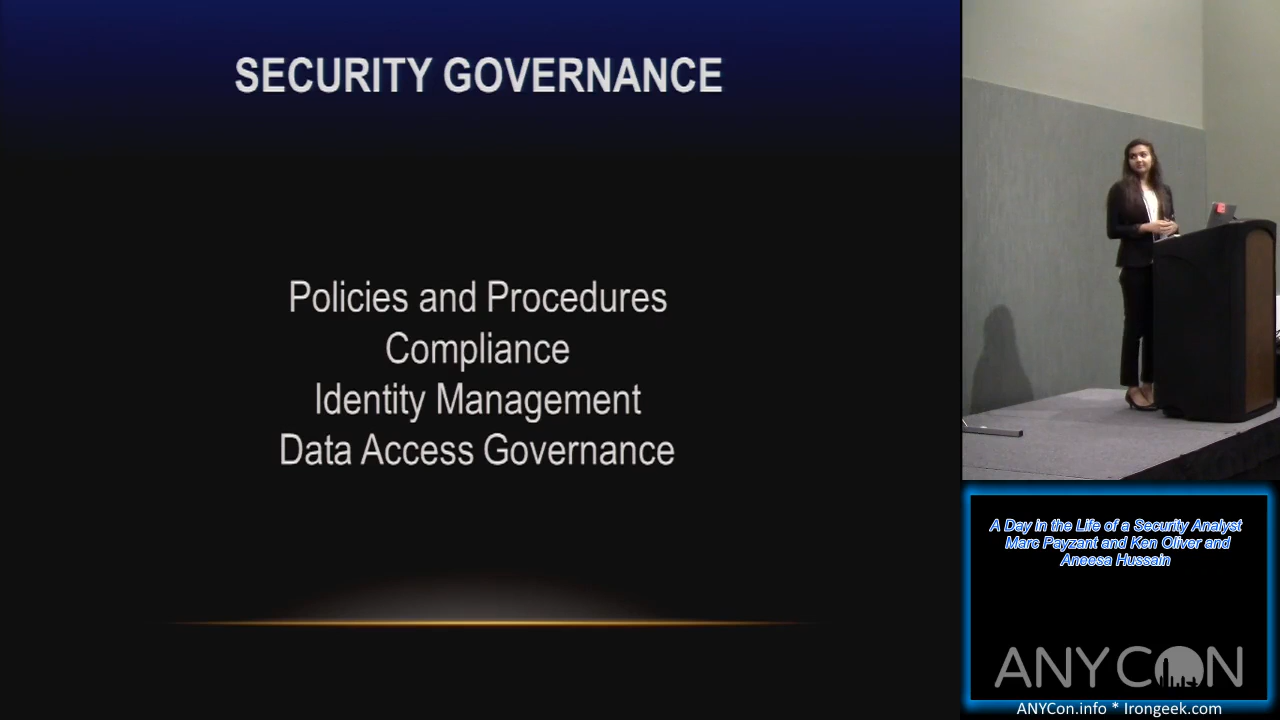 SECURITY GOVERNANCE
Policies and Procedures
Compliance
Identity Management
Data Access Governance
A Day in the Life of a Security Analyst
Marc Payzant and Ken Oliver and
Aneesa Hussain
ANYCON
ANYCon.info * Irongeek.com